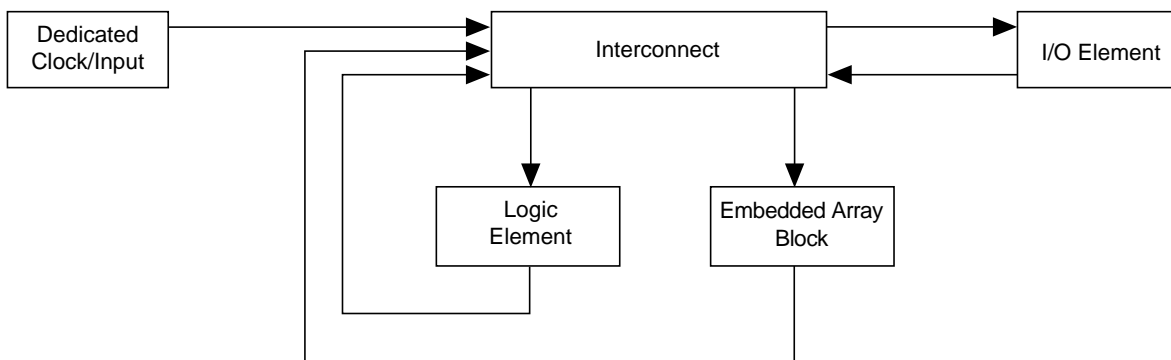 Dedicated
Clock/Input
Interconnect
I/O Element
Logic
Element
Embedded Array
Block